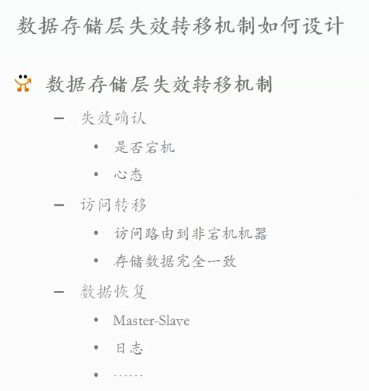 数据存储层失效转移机制如何设计
数据存储层失效转移机制
– 失效确认
• 是否宕机
• 心态
– 访问转移
• 访问路由到非宕机机器
• 存储数据完全一致
– 数据恢复
• Master-Slave
• 日志
• ……